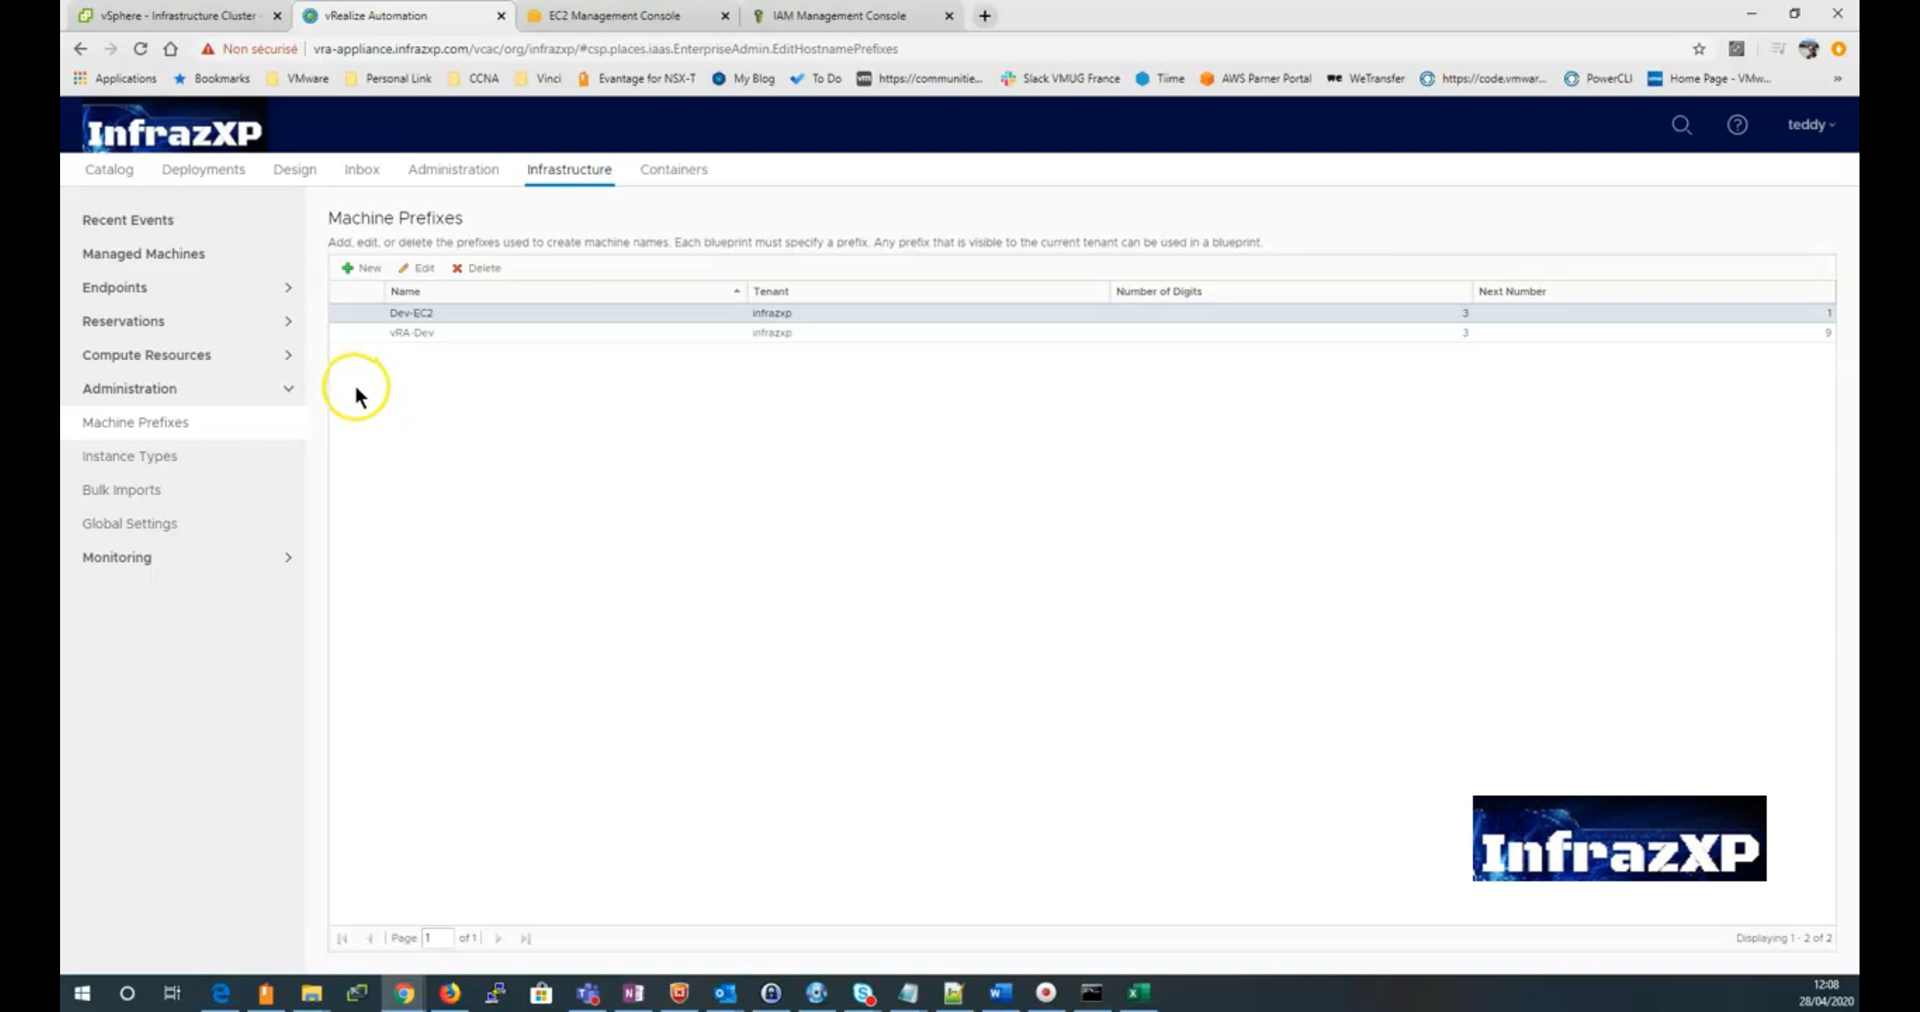 vSphere - Infrastructure Cluster
vRealize Automation
EC2 Management Console
IAM Management Console
Non sécurisé
vra-appliance.infrazxp.com/vcac/org/infrazxp/#csp.places.iaas.EnterpriseAdmin.EditHostnamePrefixes
Applications
Bookmarks
VMware
Personal Link
CCNA
Vinci
Evantage for NSX-T
My Blog
To Do
https://communitie...
Slack VMUG France
Tiime
AWS Parner Portal
WeTransfer
https://code.vmwar...
PowerCLI
Home Page - VMw...
InfrazXP
teddy
Catalog
Deployments
Design
Inbox
Administration
Infrastructure
Containers
Recent Events
Managed Machines
Endpoints
Reservations
Compute Resources
Administration
Machine Prefixes
Instance Types
Bulk Imports
Global Settings
Monitoring
Machine Prefixes
Add, edit, or delete the prefixes used to create machine names. Each blueprint must specify a prefix. Any prefix that is visible to the current tenant can be used in a blueprint.
New Edit Delete
Name Tenant Number of Digits Next Number
Dev-EC2 infrazxp 3 1
vRA-Dev infrazxp 3 9
InfrazXP
Page 1 of 1
Displaying 1 - 2 of 2
12:08
28/04/2020